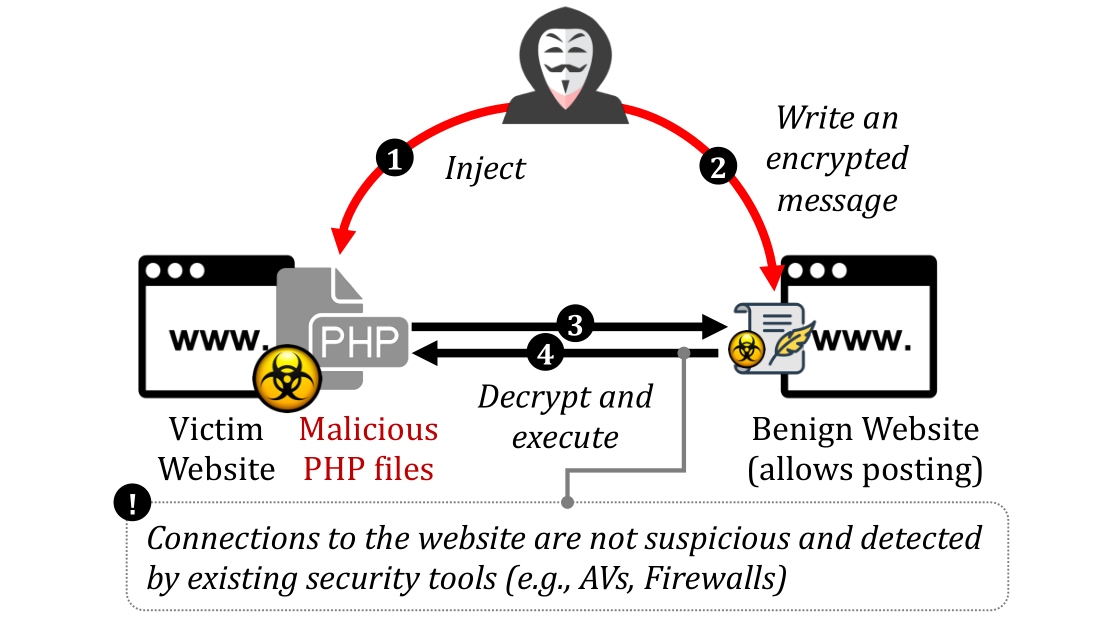 1
Inject
2
Write an
encrypted
message
www.
PHP
3
4
www.
Decrypt and
execute
Victim
Website
Malicious
PHP files
Benign Website
(allows posting)
!
Connections to the website are not suspicious and detected
by existing security tools (e.g., AVs, Firewalls)